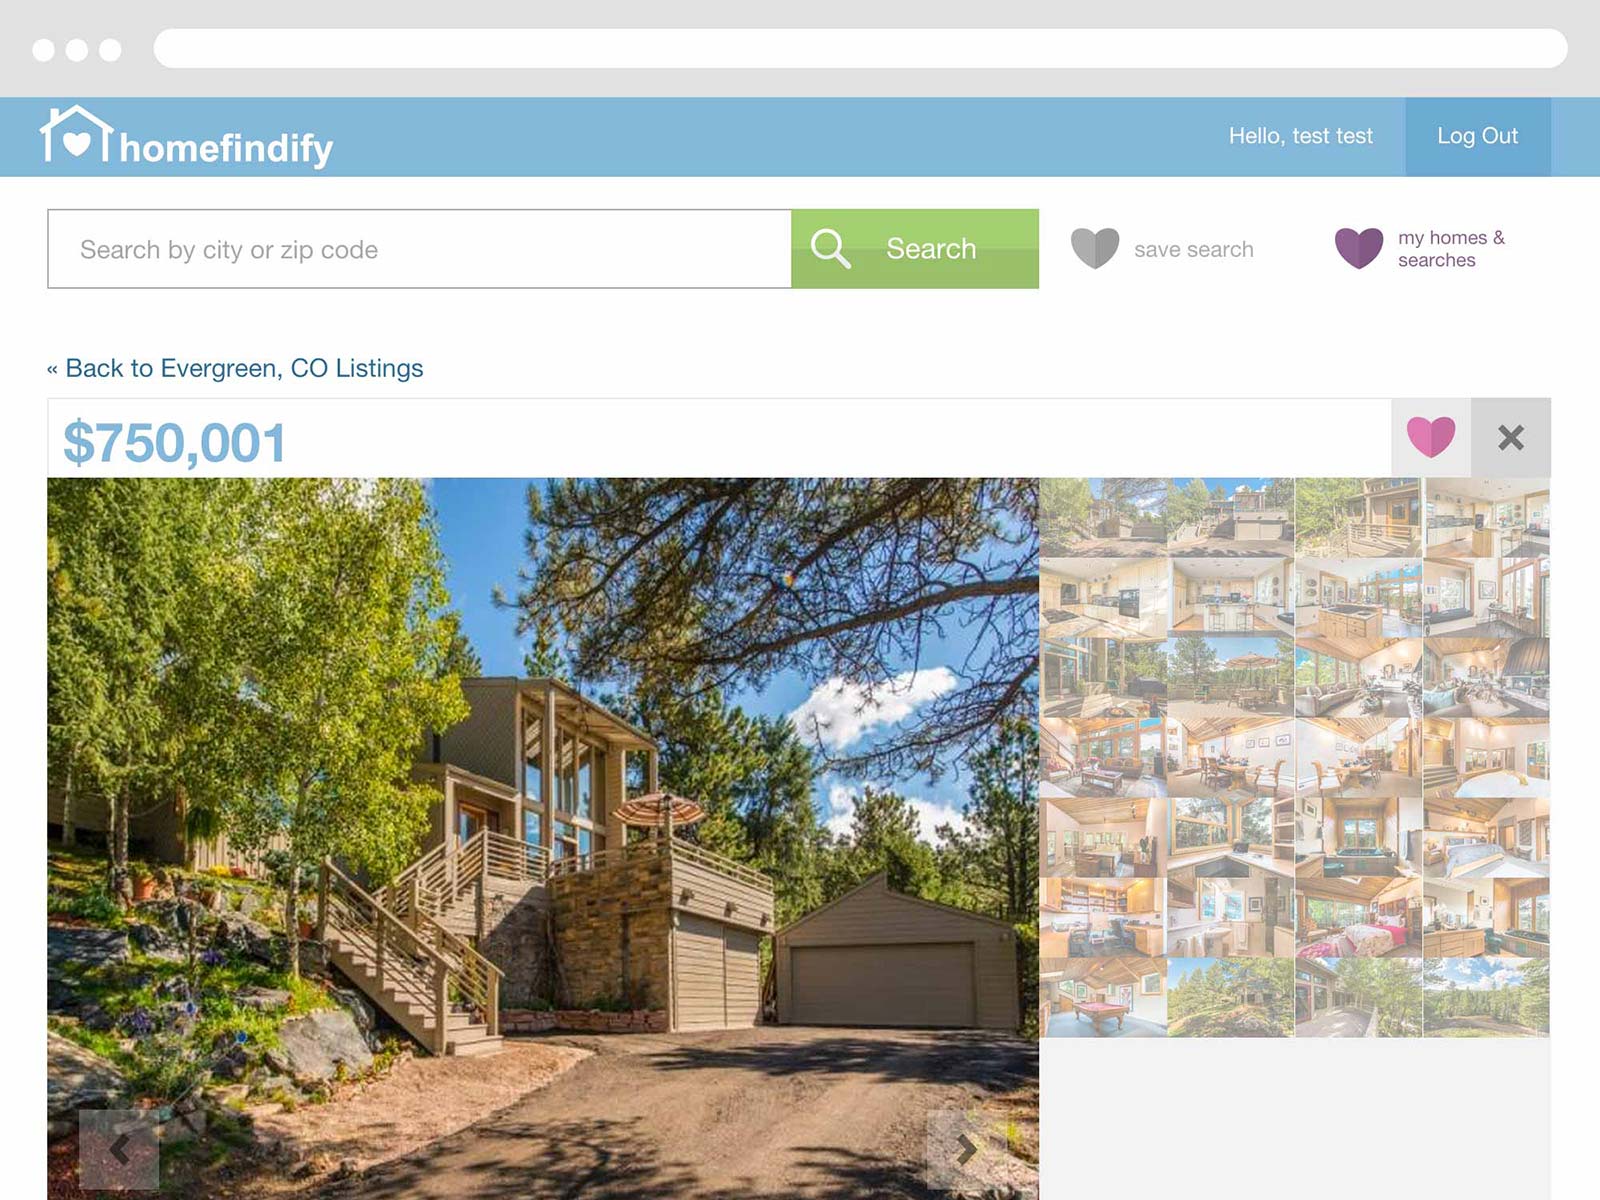 homefindify
Hello, test test
Log Out
Search by city or zip code
Search
save search
my homes &
searches
« Back to Evergreen, CO Listings
$750,001